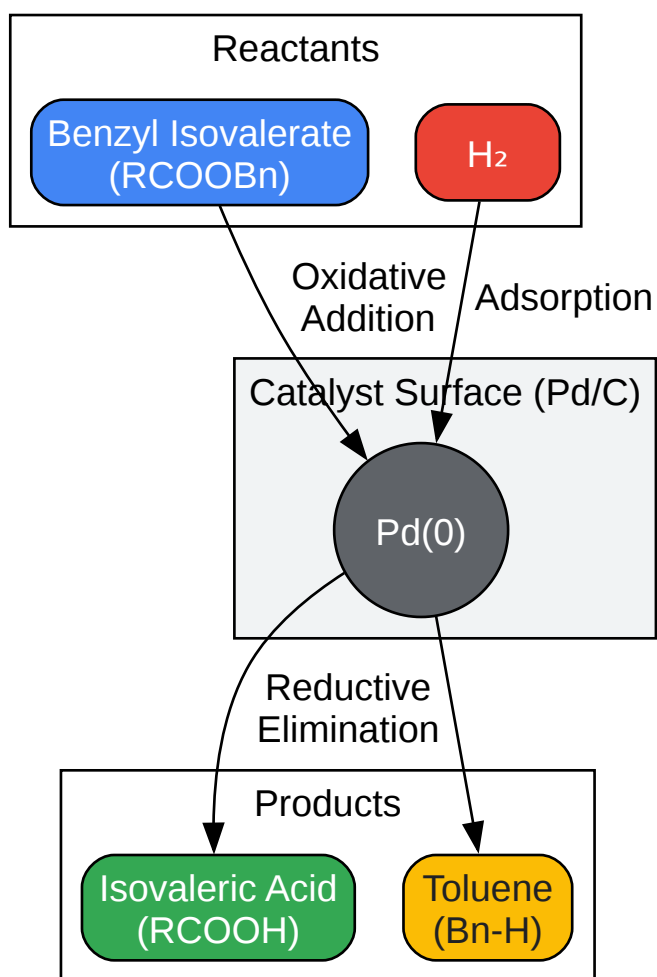 Reactants
Benzyl Isovalerate
(RCOOBn)
H₂
Oxidative
Addition
Adsorption
Catalyst Surface (Pd/C)
Pd(0)
Reductive
Elimination
Products
Isovaleric Acid
(RCOOH)
Toluene
(Bn-H)